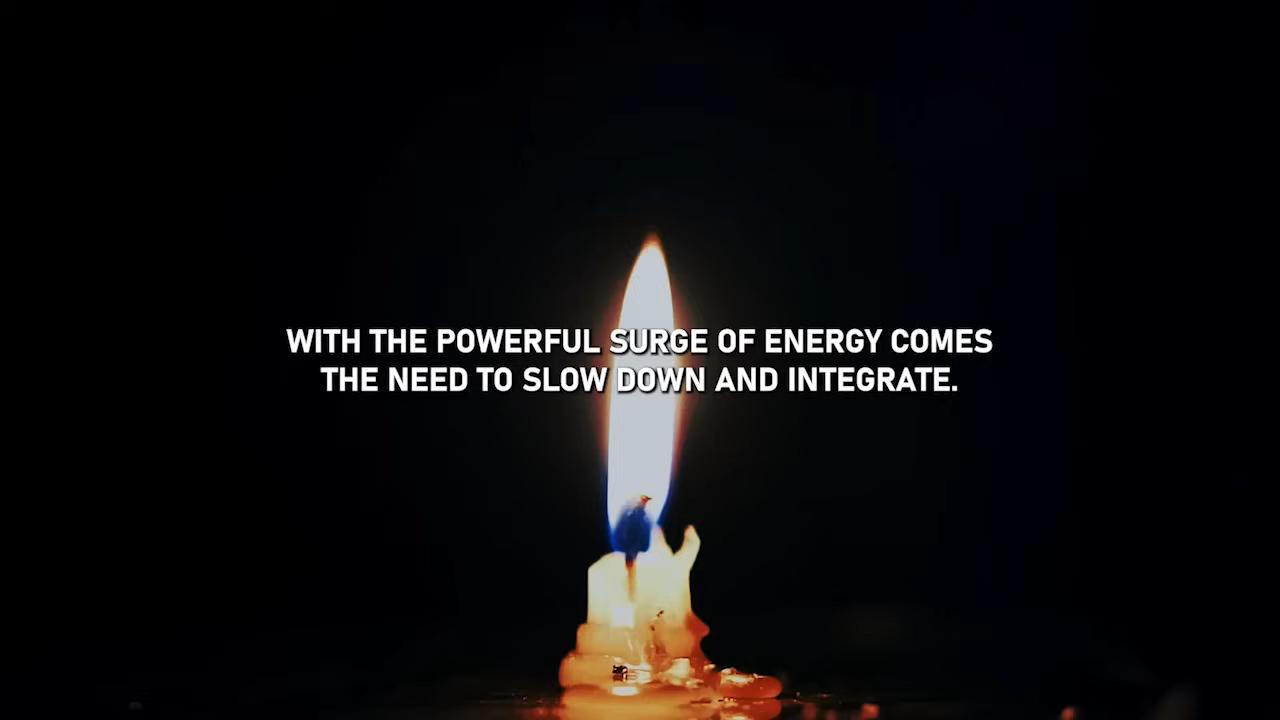 WITH THE POWERFUL SURGE OF ENERGY COMES
THE NEED TO SLOW DOWN AND INTEGRATE.